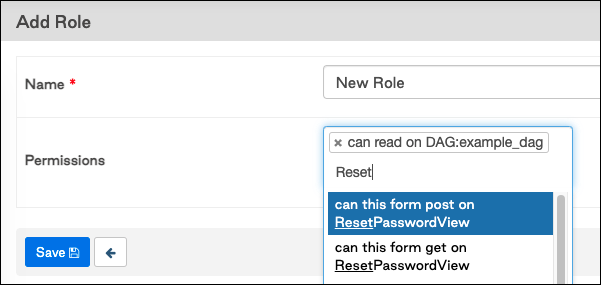 Add Role
Name *
New Role
Permissions
× can read on DAG:example_dag
Reset
can this form post on
ResetPasswordView
can this form get on
ResetPasswordView
Save